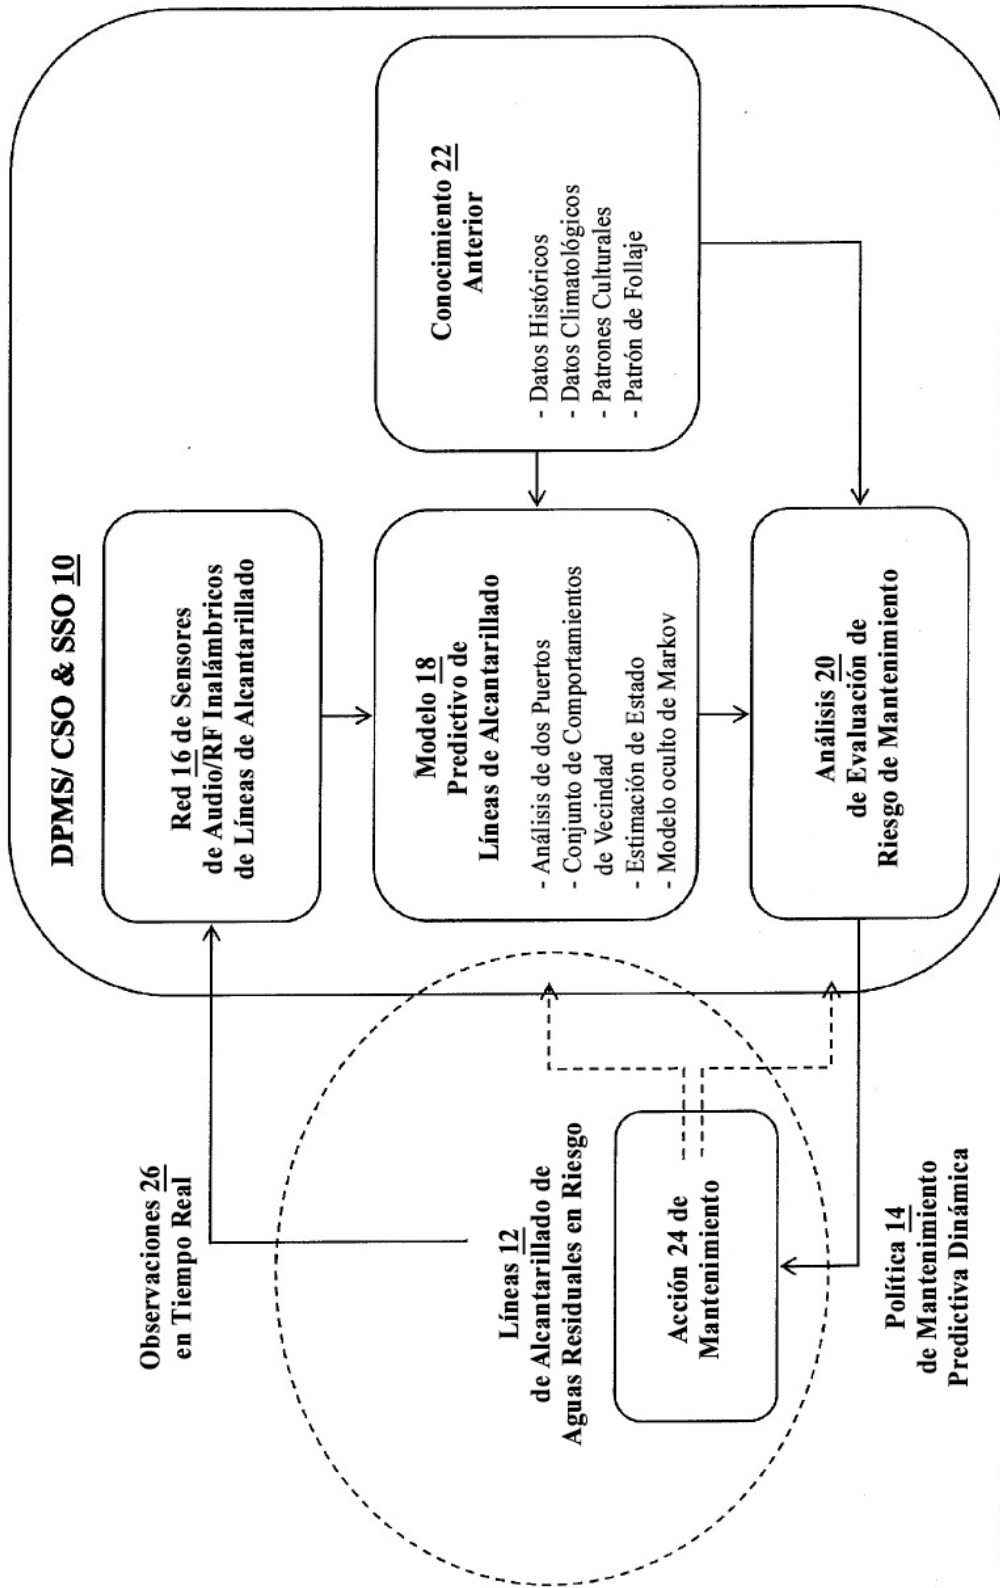 DPMS/ CSO & SSO 10
Observaciones 26
en Tiempo Real
Red 16 de Sensores
de Audio/RF Inalámbricos
de Líneas de Alcantarillado
Líneas 12
de Alcantarillado de
Aguas Residuales en Riesgo
Modelo 18
Predictivo de
Líneas de Alcantarillado
- Análisis de dos Puertos
- Conjunto de Comportamientos
de Vecindad
- Estimación de Estado
- Modelo oculto de Markov
Conocimiento 22
Anterior
- Datos Históricos
- Datos Climatológicos
- Patrones Culturales
- Patrón de Follaje
Acción 24 de
Mantenimiento
Análisis 20
de Evaluación de
Riesgo de Mantenimiento
Política 14
de Mantenimiento
Predictiva Dinámica